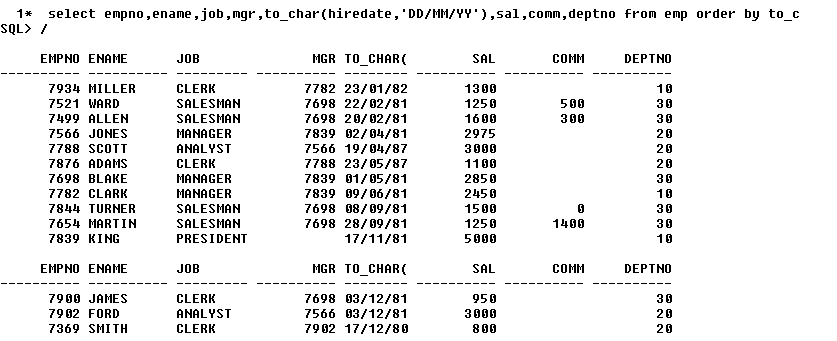 1* select empno,ename,job,mgr,to_char(hiredate,'DD/MM/YY'),sal,comm,deptno from emp order by to_c
SQL> /
EMPNO ENAME JOB MGR TO_CHAR( SAL COMM DEPTNO
---------- ---------- --------- ---------- -------- ---------- ---------- ----------
7934 MILLER CLERK 7782 23/01/82 1300 10
7521 WARD SALESMAN 7698 22/02/81 1250 500 30
7499 ALLEN SALESMAN 7698 20/02/81 1600 300 30
7566 JONES MANAGER 7839 02/04/81 2975 20
7788 SCOTT ANALYST 7566 19/04/87 3000 20
7876 ADAMS CLERK 7788 23/05/87 1100 20
7698 BLAKE MANAGER 7839 01/05/81 2850 30
7782 CLARK MANAGER 7839 09/06/81 2450 10
7844 TURNER SALESMAN 7698 08/09/81 1500 0 30
7654 MARTIN SALESMAN 7698 28/09/81 1250 1400 30
7839 KING PRESIDENT 17/11/81 5000 10
EMPNO ENAME JOB MGR TO_CHAR( SAL COMM DEPTNO
---------- ---------- --------- ---------- -------- ---------- ---------- ----------
7900 JAMES CLERK 7698 03/12/81 950 30
7902 FORD ANALYST 7566 03/12/81 3000 20
7369 SMITH CLERK 7902 17/12/80 800 20